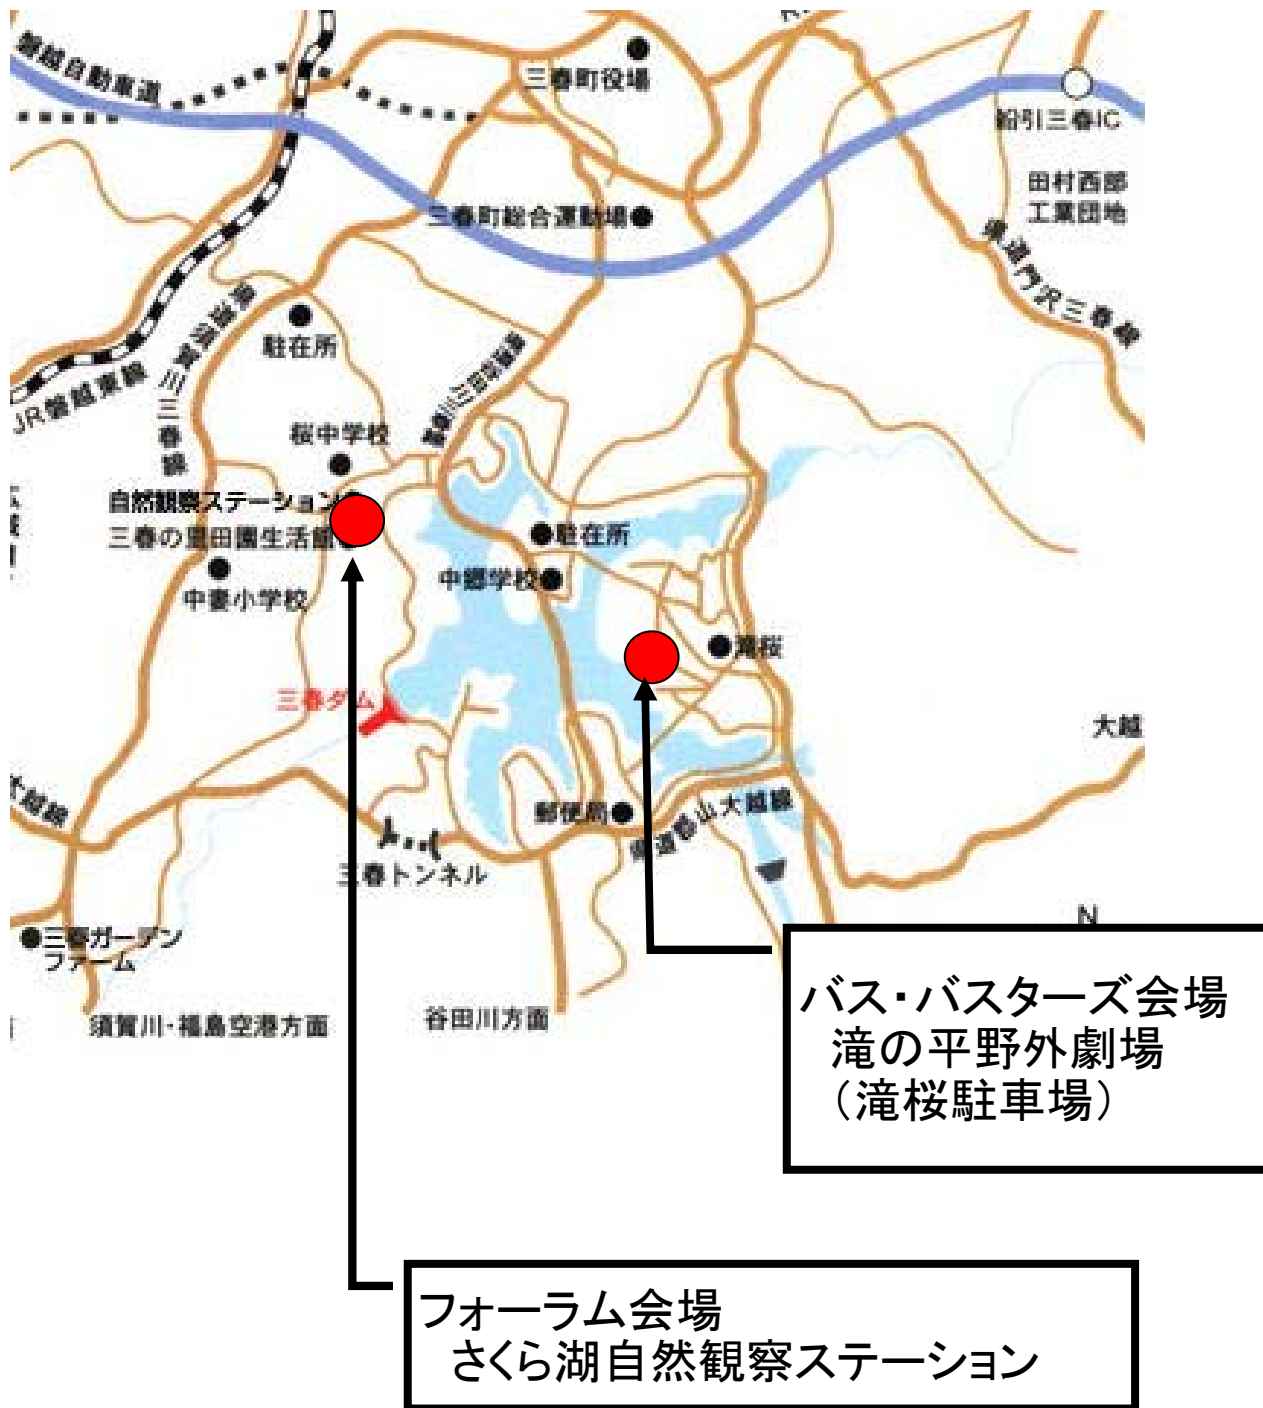 磐越自動車道
三春町役場
船引三春IC
田村西部
工業団地
三春町総合運動場
県道門沢三春線
県道須賀川三春線
駐在所
JR磐越東線
桜中学校
自然観察ステーション
三春の里田園生活館
駐在所
中郷学校
中妻小学校
滝桜
三春ダム
大越
大越線
郵便局
県道郡山大越線
三春トンネル
N
三春ガーデン
ファーム
須賀川・福島空港方面
谷田川方面
バス・バスターズ会場
滝の平野外劇場
（滝桜駐車場）
フォーラム会場
さくら湖自然観察ステーション